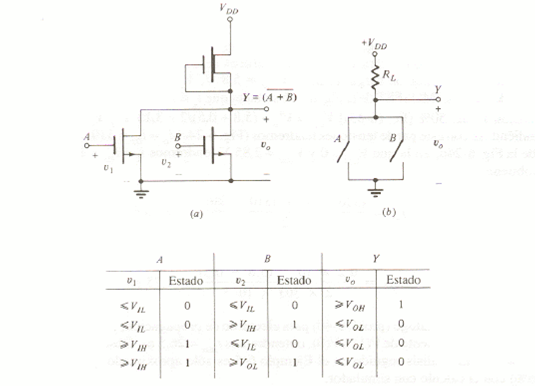 V_DD
+V_DD
R_L
Y = (A + B)‾
Y
A
B
+
v_1
v_2
v_o
−
A
B
(a)
(b)
A B Y
v_1 Estado v_2 Estado v_o Estado
⩽V_IL 0 ⩽V_IL 0 ⩾V_OH 1
⩽V_IL 0 ⩾V_IH 1 ⩽V_OL 0
⩾V_IH 1 ⩽V_IL 0 ⩽V_OL 0
⩾V_IH 1 ⩾V_OL 1 ⩽V_OL 0